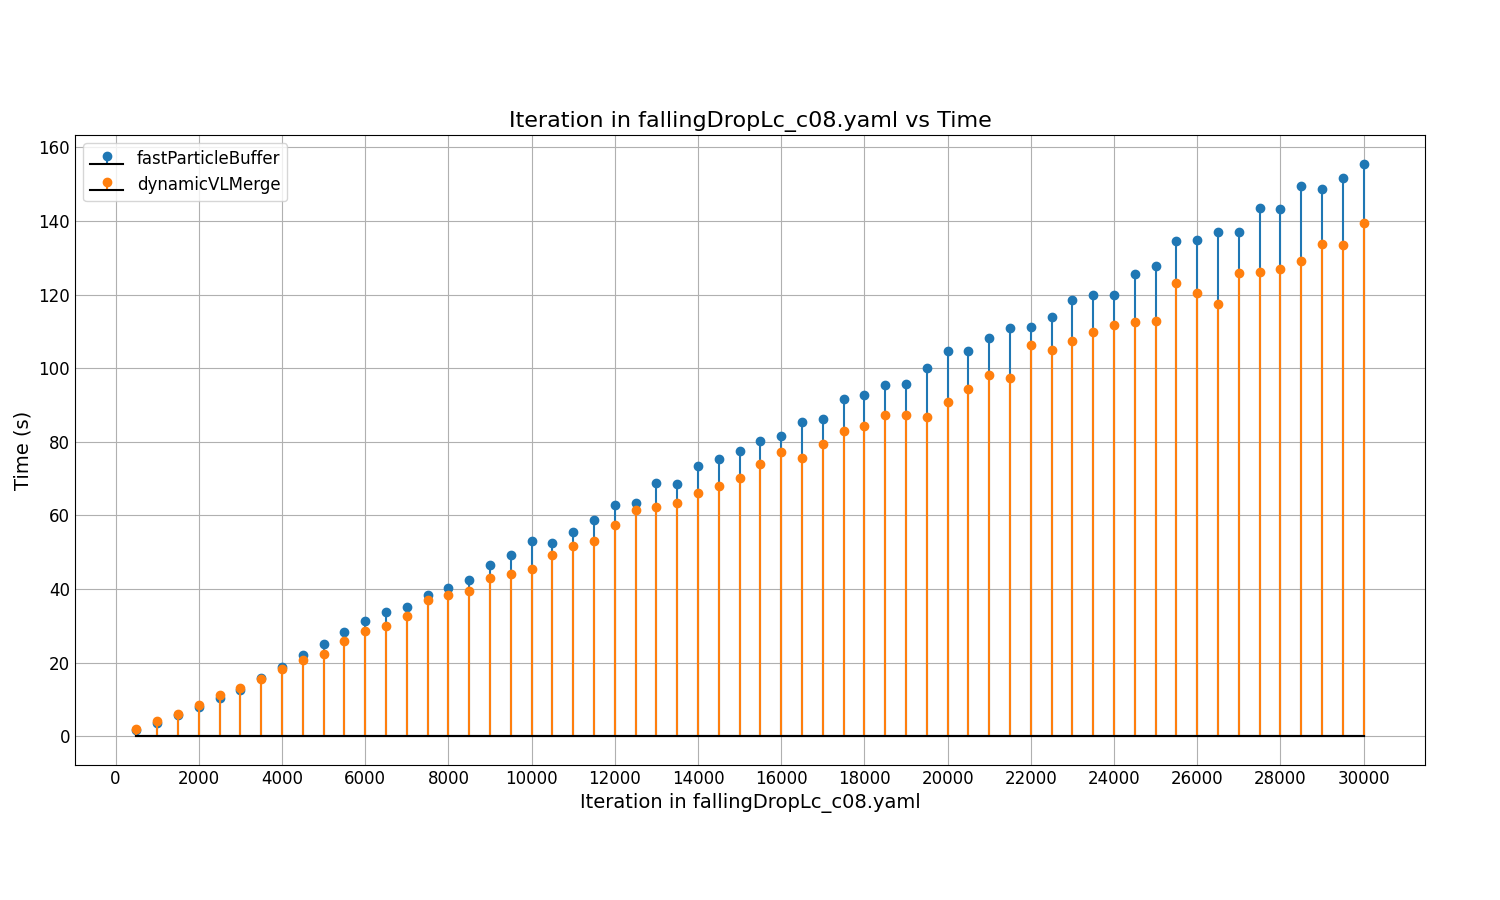 Iteration in fallingDropLc_c08.yaml vs Time
fastParticleBuffer
dynamicVLMerge
160
140
120
100
80
60
40
20
0
Time (s)
0 2000 4000 6000 8000 10000 12000 14000 16000 18000 20000 22000 24000 26000 28000 30000
Iteration in fallingDropLc_c08.yaml